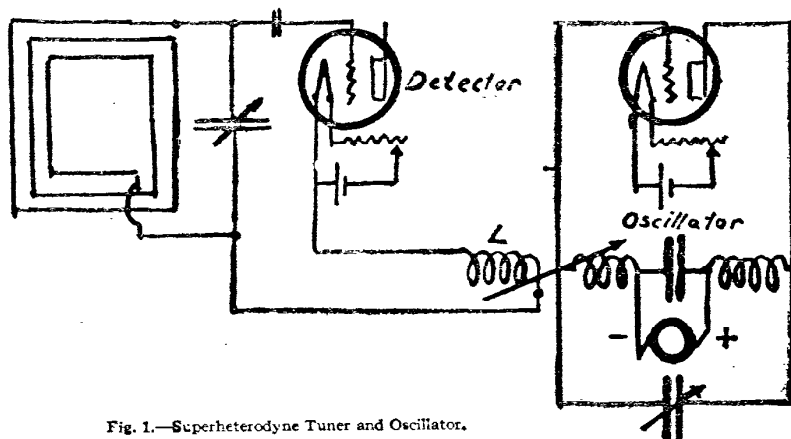 Detector
Oscillator
L
- +
Fig. 1.—Superheterodyne Tuner and Oscillator.